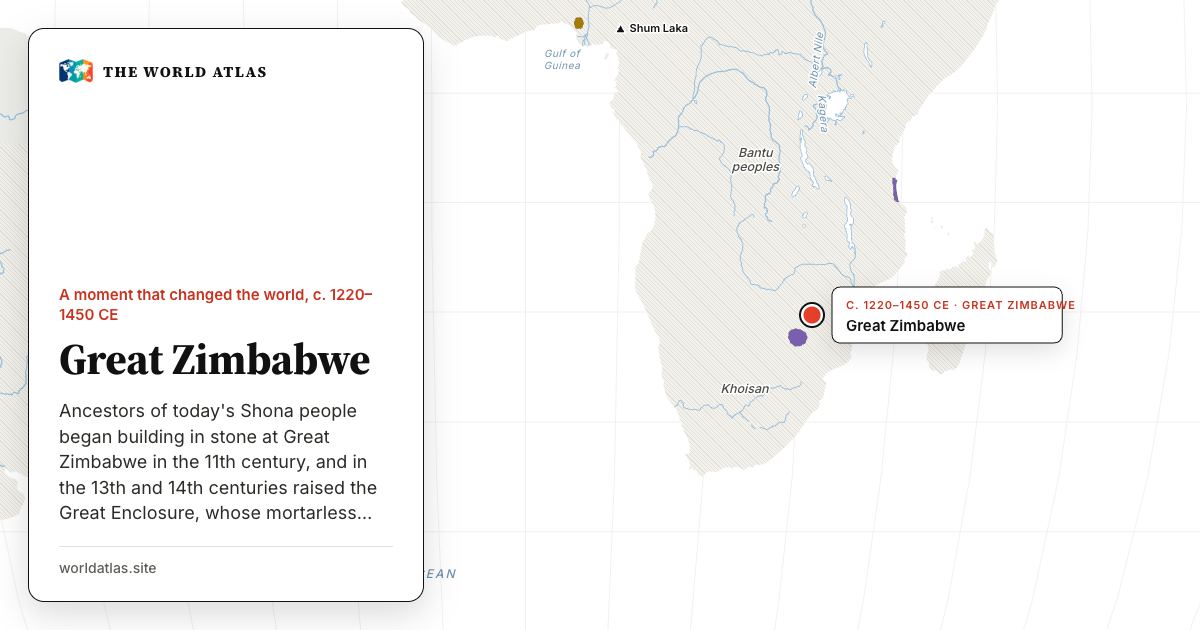 THE WORLD ATLAS
A moment that changed the world, c. 1220–
1450 CE
Great Zimbabwe
Ancestors of today's Shona people
began building in stone at Great
Zimbabwe in the 11th century, and in
the 13th and 14th centuries raised the
Great Enclosure, whose mortarless...
worldatlas.site
▲ Shum Laka
Gulf of
Guinea
Albert Nile
Kagera
Bantu
peoples
C. 1220–1450 CE · GREAT ZIMBABWE
Great Zimbabwe
Khoisan
EAN